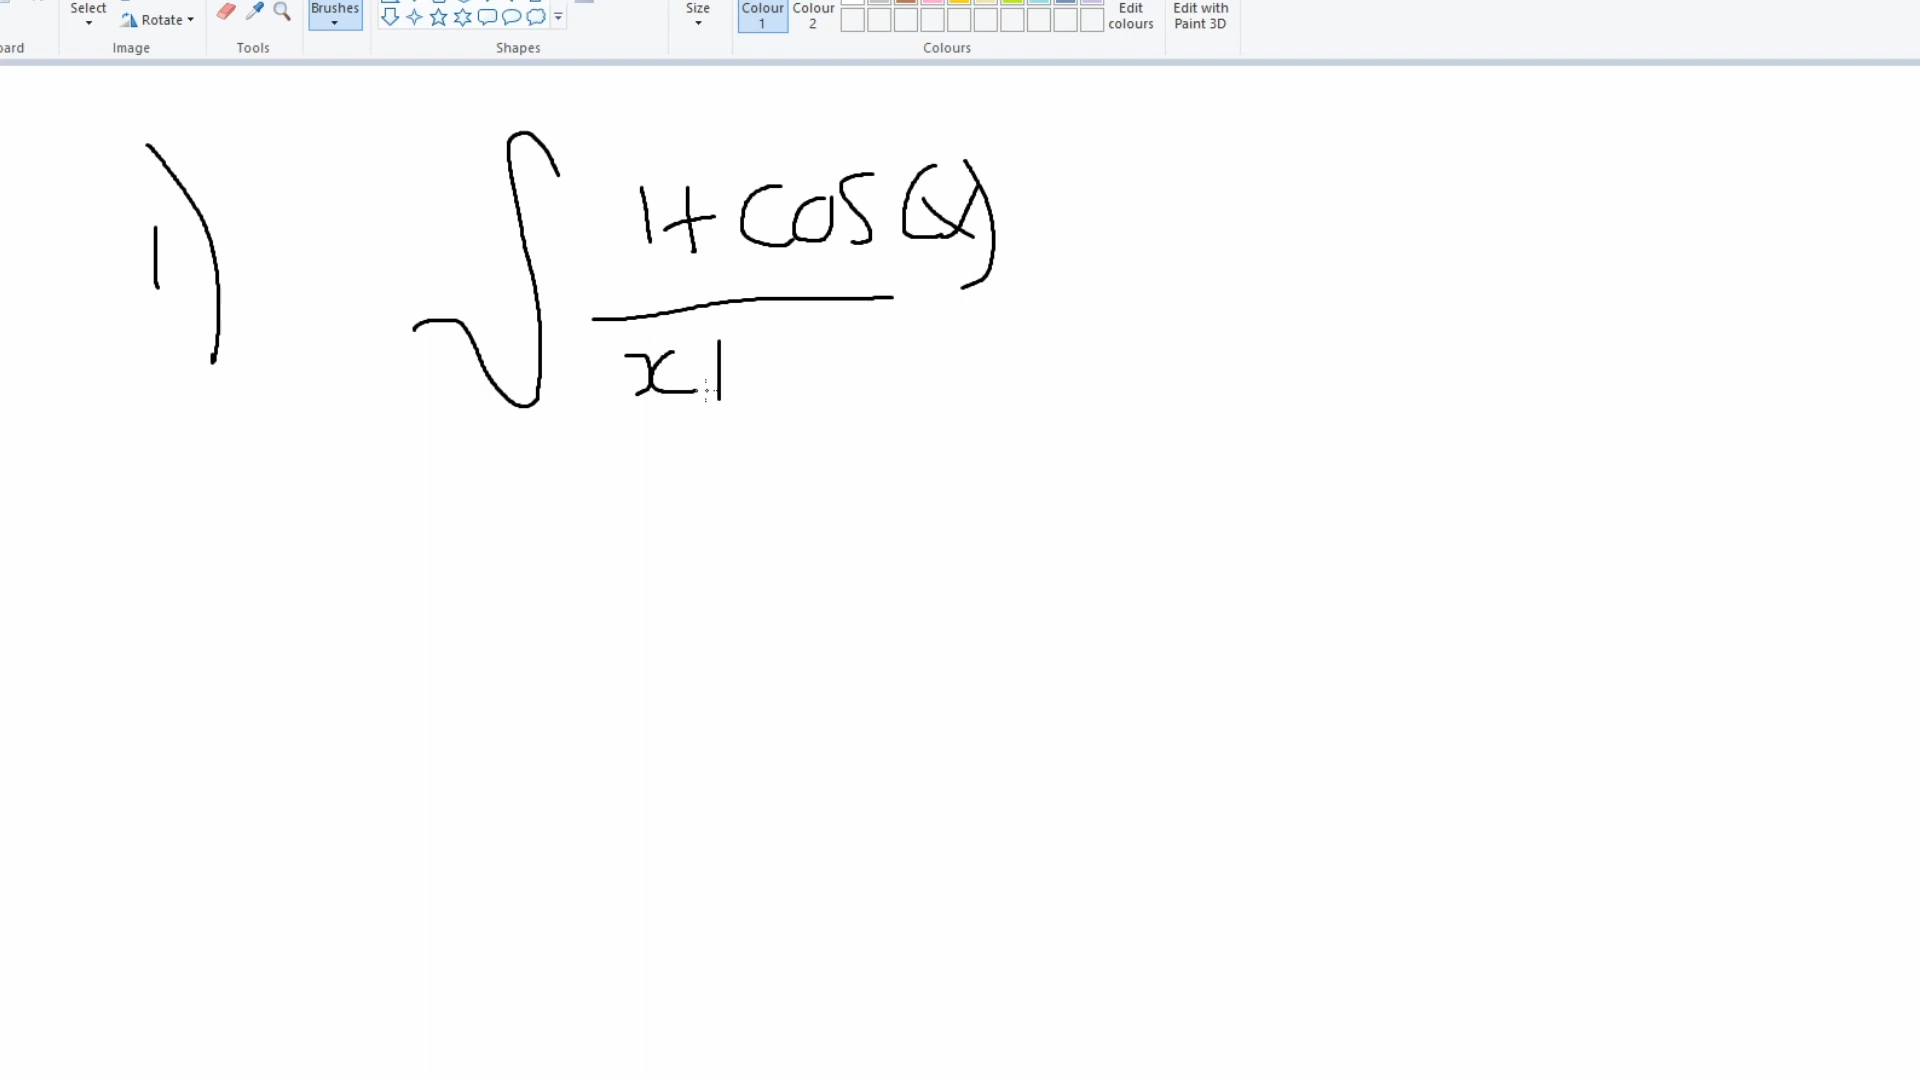 Select Rotate Brushes Size Colour 1 Colour 2 Edit colours Edit with Paint 3D
ard Image Tools Shapes Colours
1) ∫ 1+cos(x)
x1